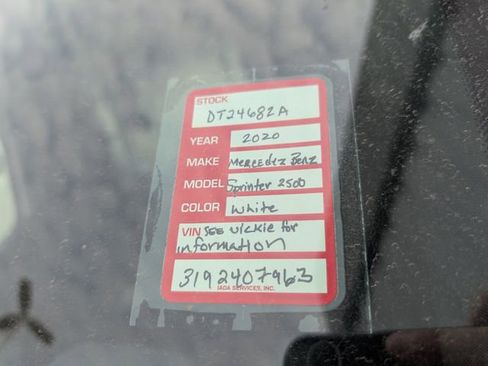 STOCK
DT24682A
YEAR 2020
MAKE Mercedez Benz
MODEL Sprinter 2500
COLOR White
VIN SEE Vickie for
information
3192407963
IADA SERVICES, INC.